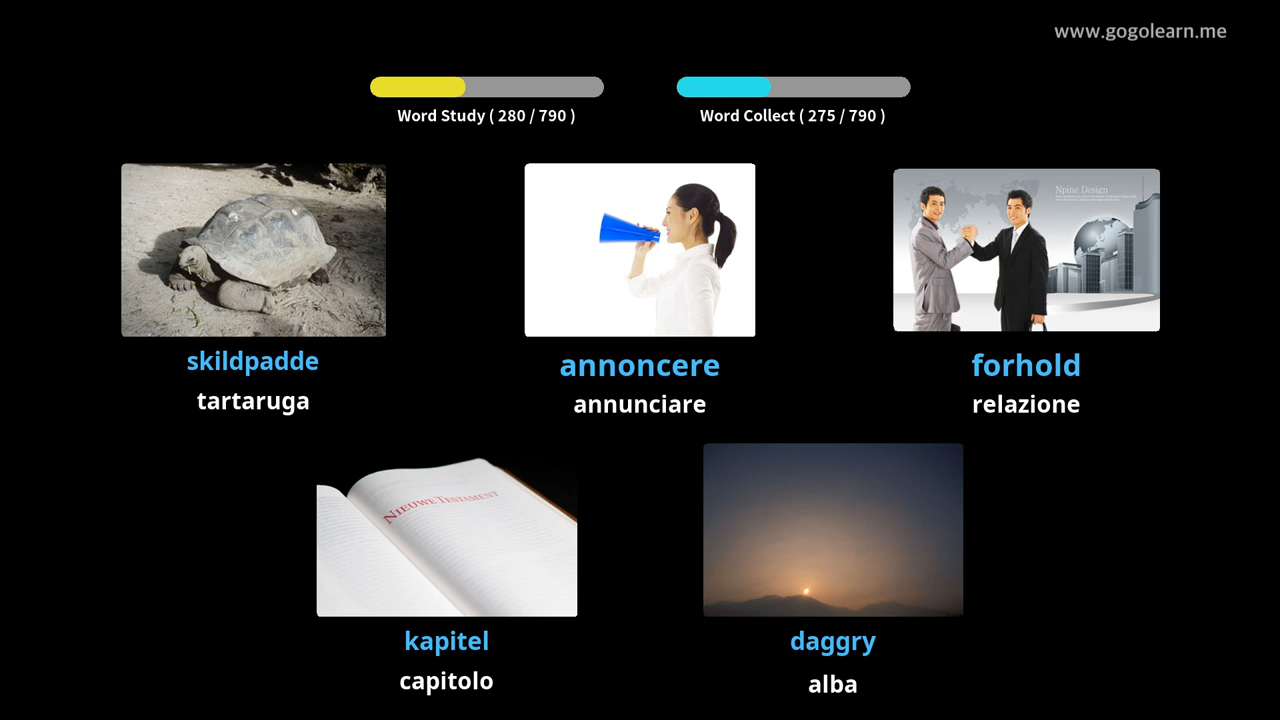 www.gogolearn.me
Word Study ( 280 / 790 )
Word Collect ( 275 / 790 )
Npine Design
skildpadde
tartaruga
annoncere
annunciare
forhold
relazione
NIEUWE TESTAMENT
kapitel
capitolo
daggry
alba